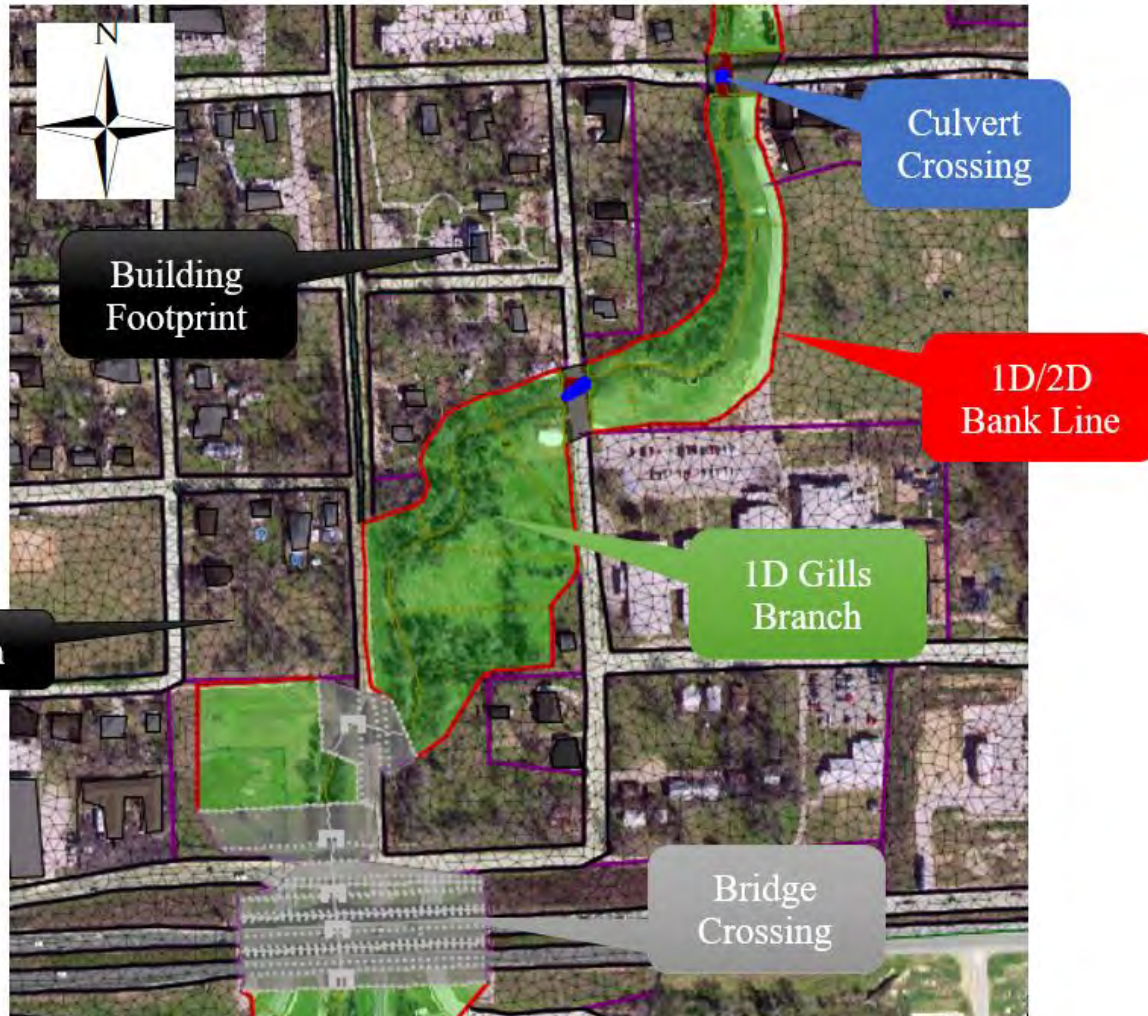 N
Culvert
Crossing
Building
Footprint
1D/2D
Bank Line
1D Gills
Branch
Bridge
Crossing